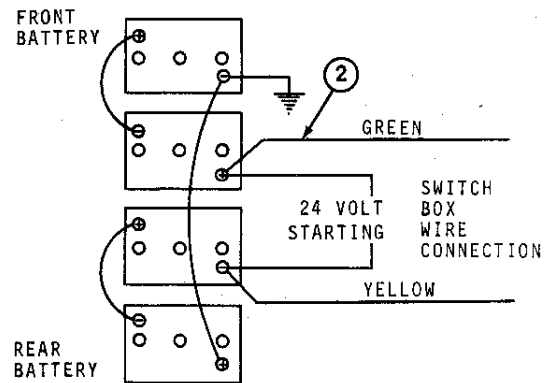 FRONT
BATTERY
2
GREEN
24 VOLT
STARTING
SWITCH
BOX
WIRE
CONNECTION
YELLOW
REAR
BATTERY